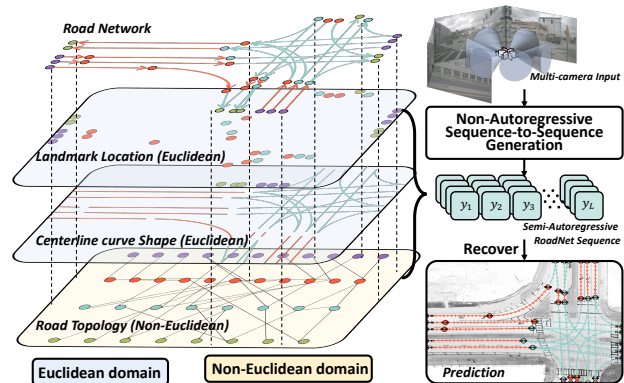 Road Network
Landmark Location (Euclidean)
Centerline curve Shape (Euclidean)
Road Topology (Non-Euclidean)
Euclidean domain
Non-Euclidean domain
Multi-camera Input
Non-Autoregressive
Sequence-to-Sequence
Generation
y₁ y₂ y₃ y_L
Semi-Autoregressive
RoadNet Sequence
Recover
Prediction